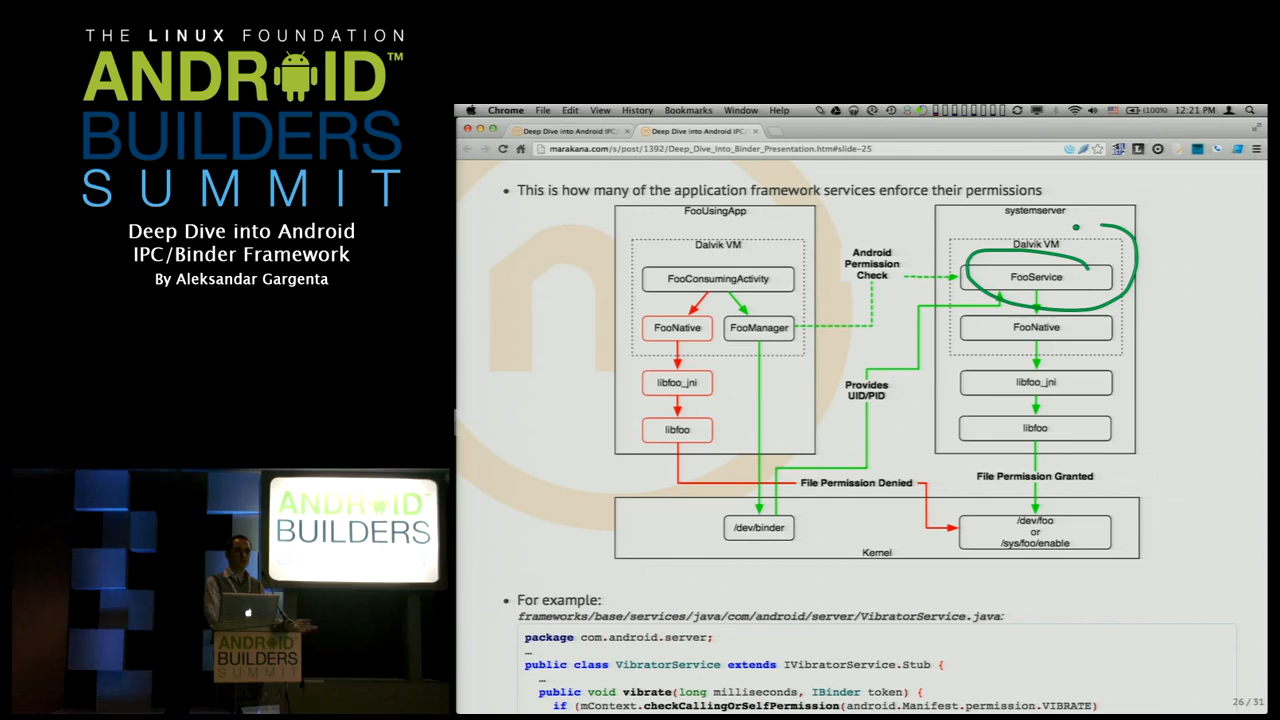 THE LINUX FOUNDATION
ANDROID™
BUILDERS
SUMMIT
Deep Dive into Android
IPC/Binder Framework
By Aleksandar Gargenta
Chrome File Edit View History Bookmarks Window Help (100%) 12:21 PM
Deep Dive into Android IPC/ Deep Dive into Android IPC/
marakana.com/s/post/1392/Deep_Dive_Into_Binder_Presentation.htm#slide-25
• This is how many of the application framework services enforce their permissions
FooUsingApp
systemserver
Dalvik VM
Android
Permission
Check
Dalvik VM
FooConsumingActivity
FooService
FooNative
FooManager
FooNative
libfoo_jni
Provides
UID/PID
libfoo_jni
libfoo
libfoo
File Permission Denied
File Permission Granted
/dev/binder
/dev/foo
or
/sys/foo/enable
Kernel
• For example:
frameworks/base/services/java/com/android/server/VibratorService.java:
package com.android.server;
…
public class VibratorService extends IVibratorService.Stub {
…
public void vibrate(long milliseconds, IBinder token) {
if (mContext.checkCallingOrSelfPermission(android.Manifest.permission.VIBRATE)
26 / 31
ANDROID™
BUILDERS
ANDROID
BUILDERS
SUMMIT